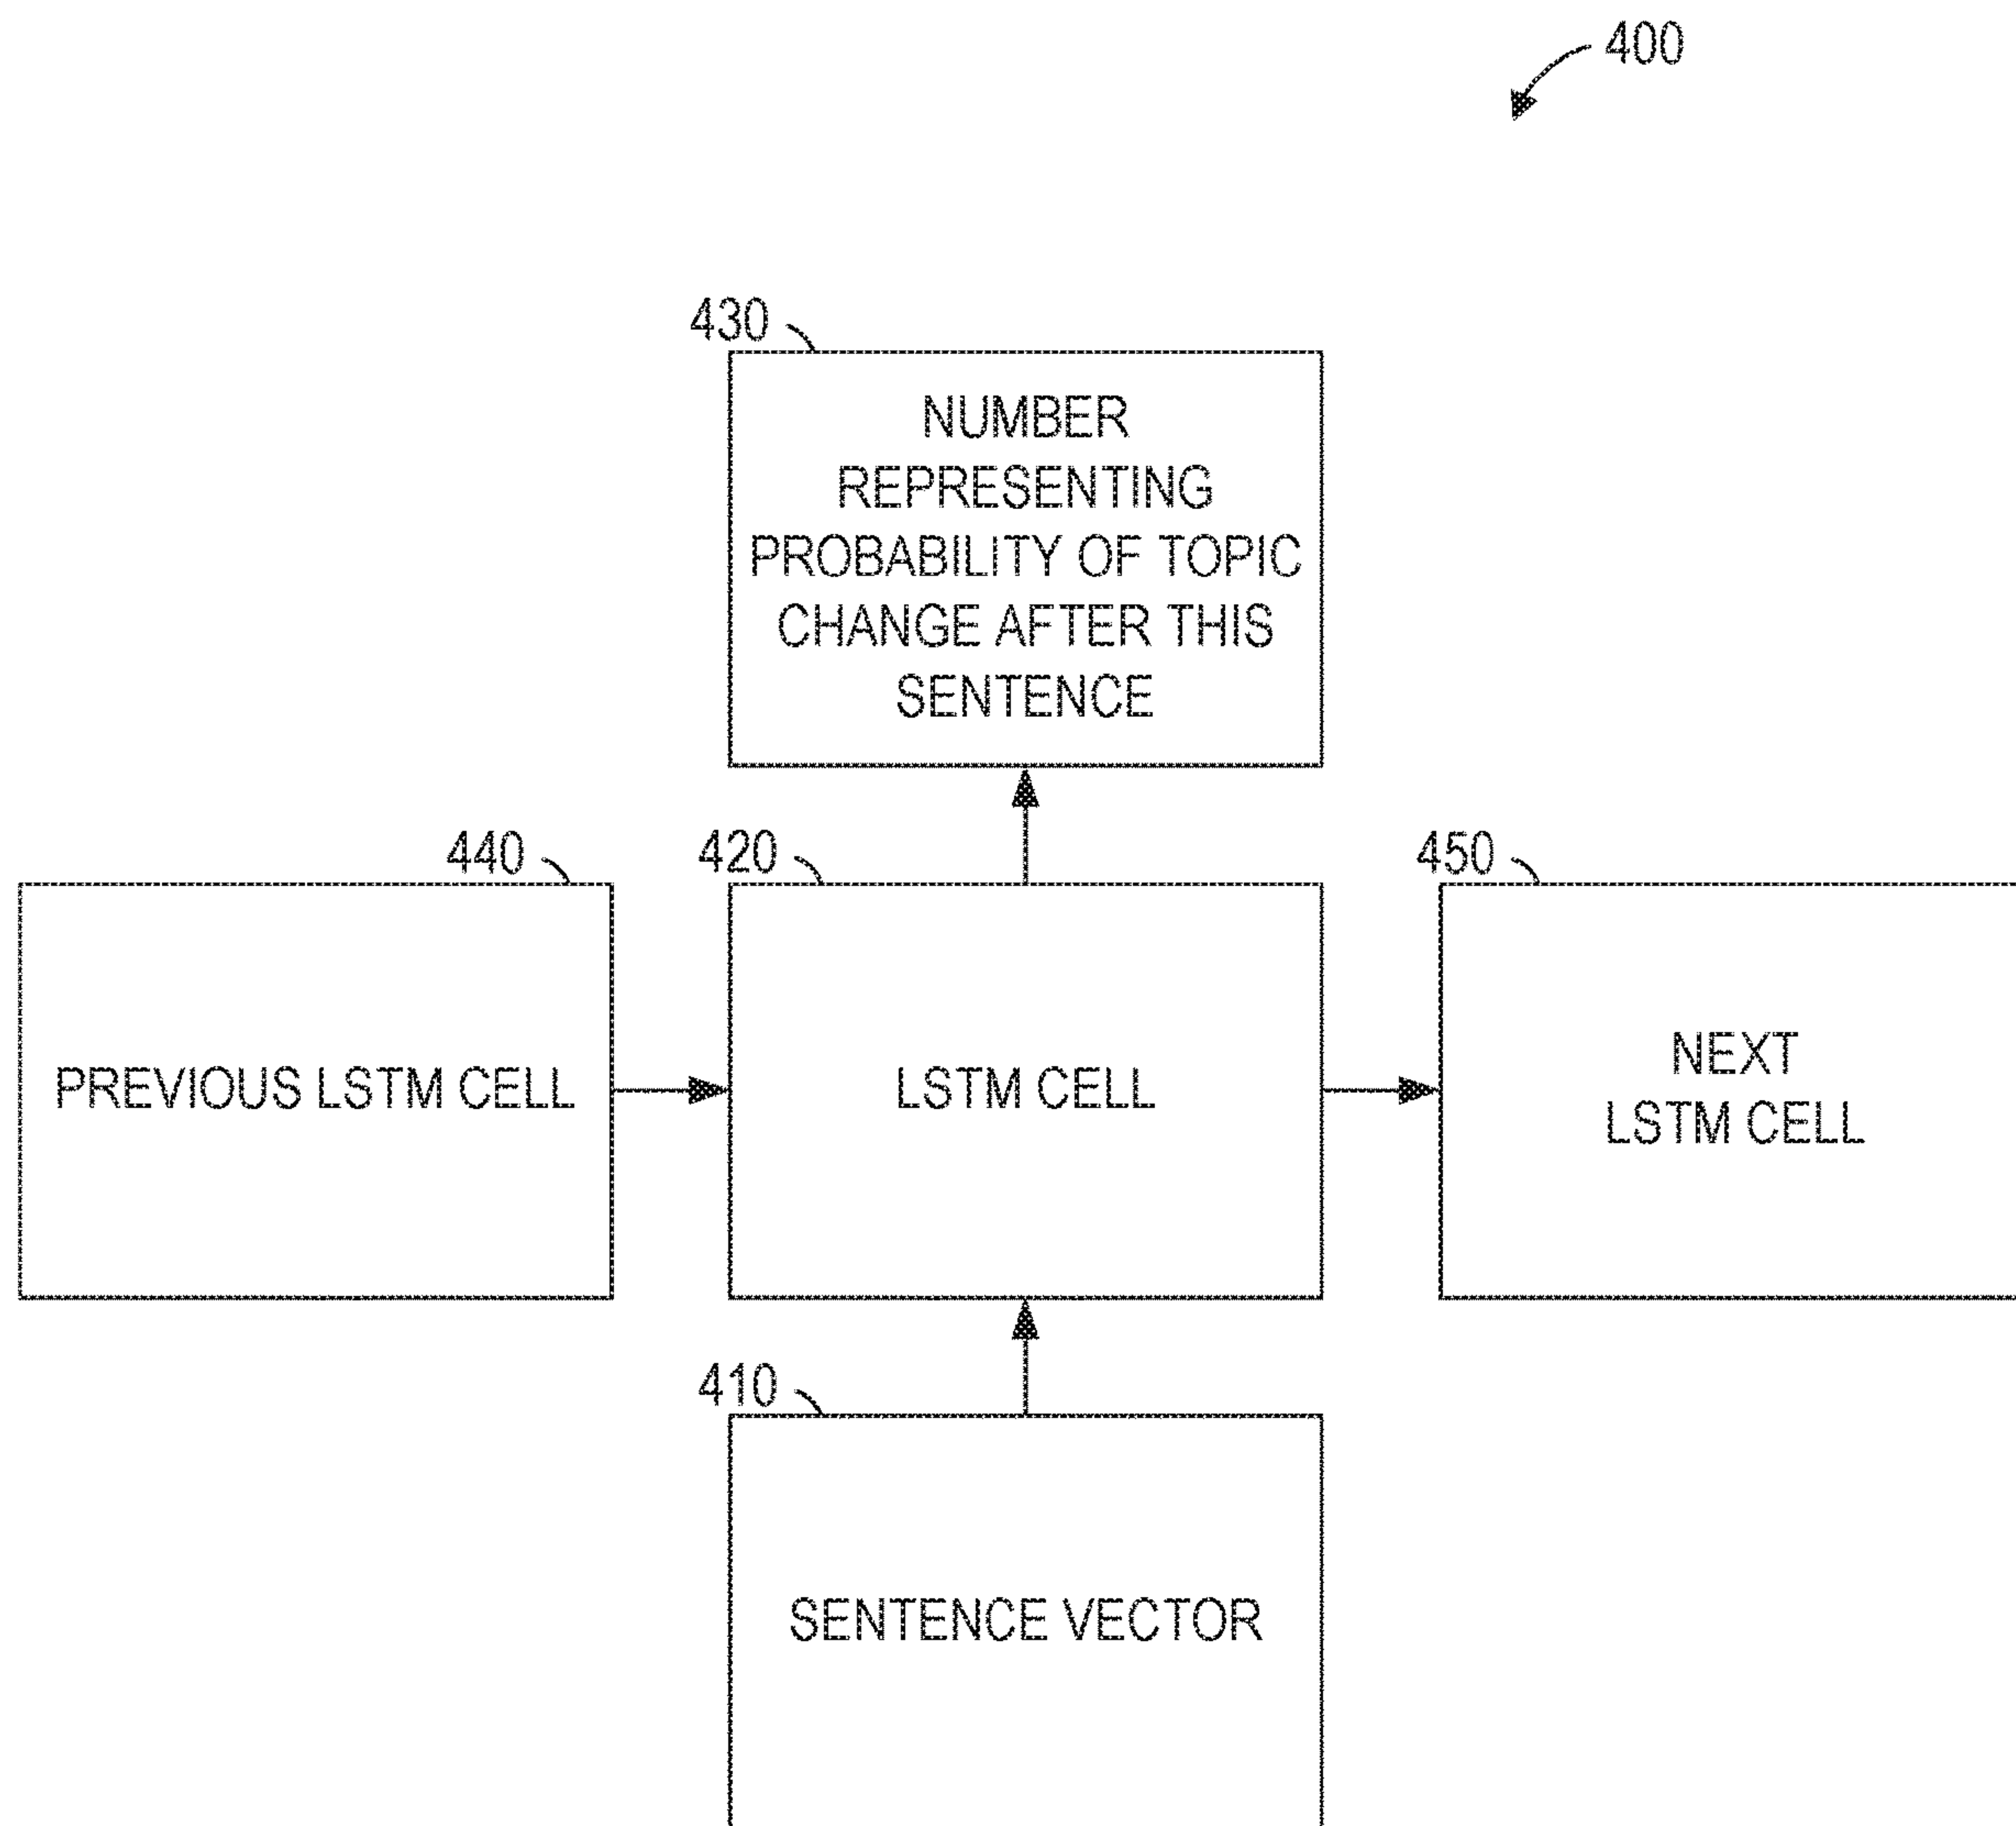 400
430
NUMBER
REPRESENTING
PROBABILITY OF TOPIC
CHANGE AFTER THIS
SENTENCE
440
420
450
PREVIOUS LSTM CELL
LSTM CELL
NEXT
LSTM CELL
410
SENTENCE VECTOR